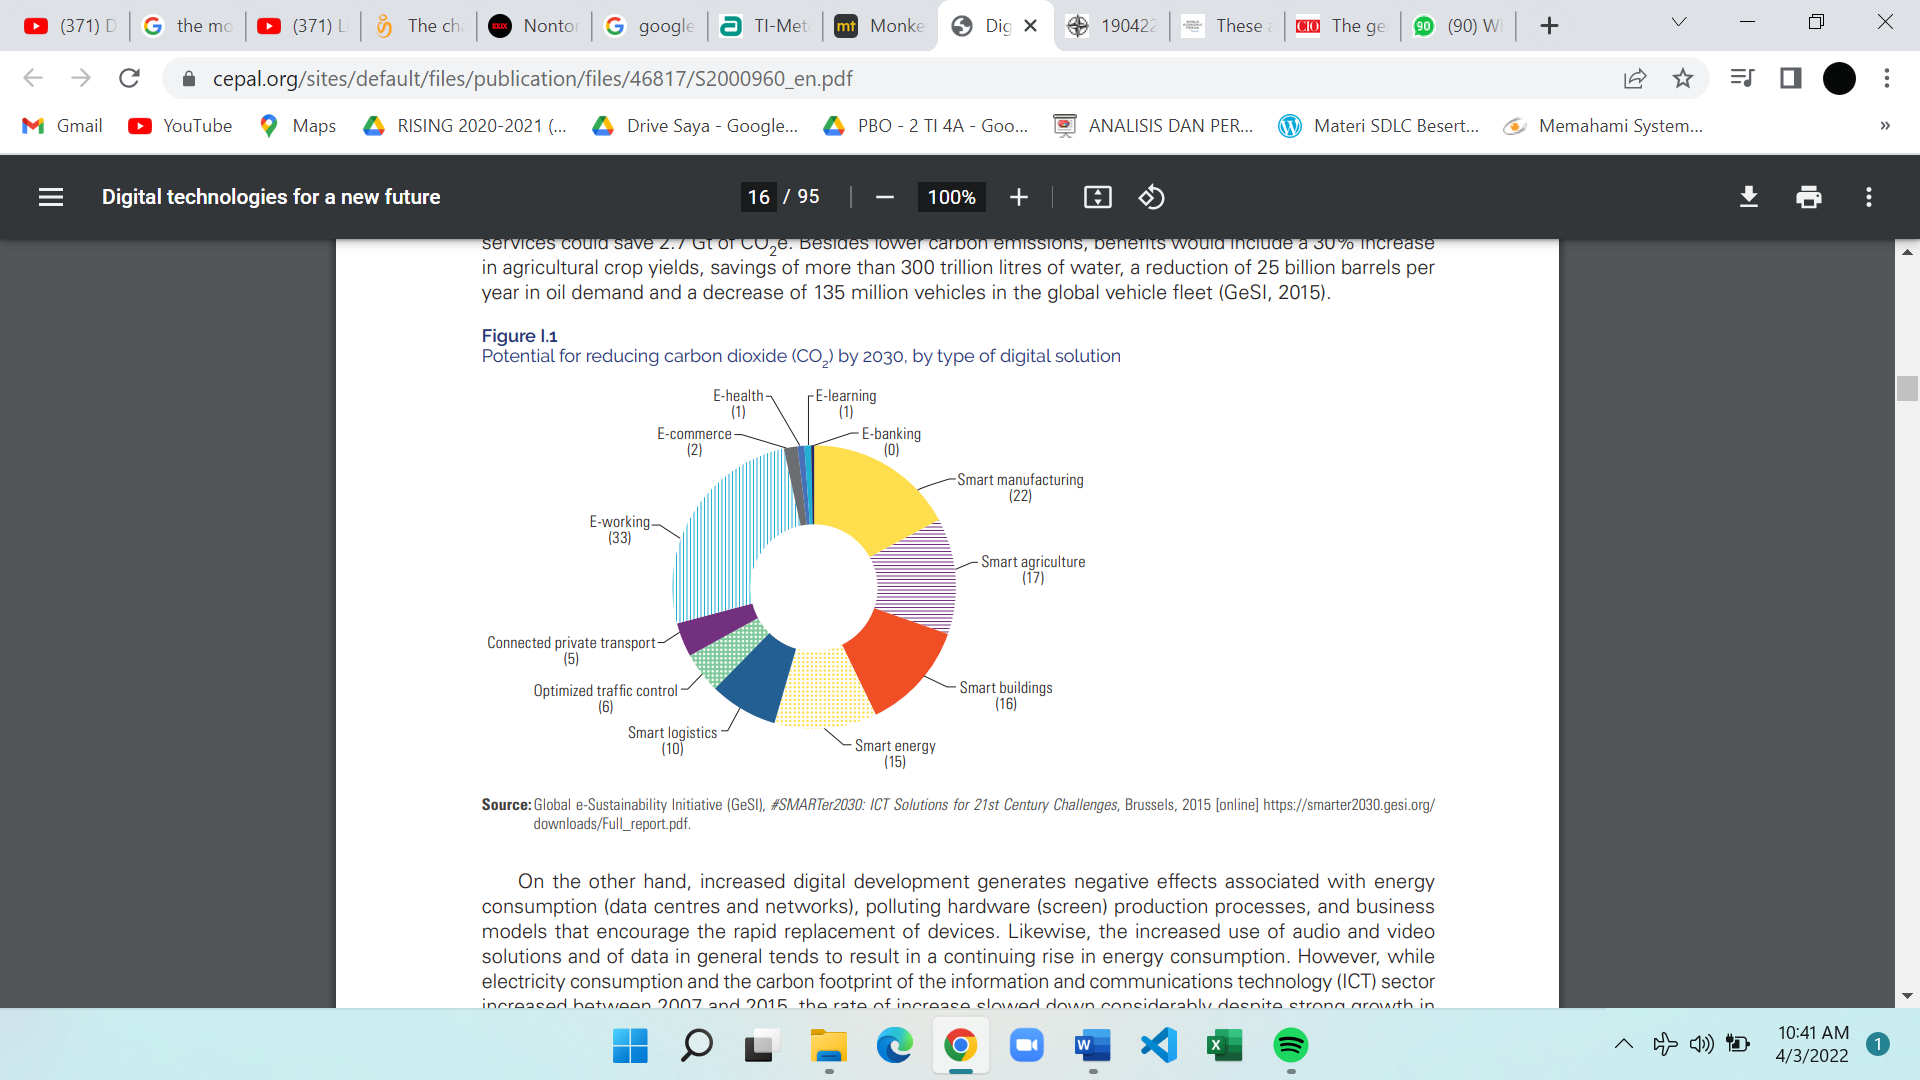 (371) D
the mo
(371) L
The ch
Nontor
google
TI-Met
mt
Monke
Dig
190422
These a
CIO
The ge
90
(90) W
cepal.org/sites/default/files/publication/files/46817/S2000960_en.pdf
Gmail
YouTube
Maps
RISING 2020-2021 (...
Drive Saya - Google...
PBO - 2 TI 4A - Goo...
ANALISIS DAN PER...
Materi SDLC Besert...
Memahami System...
»
Digital technologies for a new future
16 / 95
100%
services could save 2.7 Gt of CO₂e. Besides lower carbon emissions, benefits would include a 30% increase
in agricultural crop yields, savings of more than 300 trillion litres of water, a reduction of 25 billion barrels per
year in oil demand and a decrease of 135 million vehicles in the global vehicle fleet (GeSI, 2015).
Figure I.1
Potential for reducing carbon dioxide (CO₂) by 2030, by type of digital solution
E-health
(1)
E-learning
(1)
E-commerce
(2)
E-banking
(0)
Smart manufacturing
(22)
E-working
(33)
Smart agriculture
(17)
Connected private transport
(5)
Optimized traffic control
(6)
Smart buildings
(16)
Smart logistics
(10)
Smart energy
(15)
Source: Global e-Sustainability Initiative (GeSI), #SMARTer2030: ICT Solutions for 21st Century Challenges, Brussels, 2015 [online] https://smarter2030.gesi.org/
downloads/Full_report.pdf.
On the other hand, increased digital development generates negative effects associated with energy
consumption (data centres and networks), polluting hardware (screen) production processes, and business
models that encourage the rapid replacement of devices. Likewise, the increased use of audio and video
solutions and of data in general tends to result in a continuing rise in energy consumption. However, while
electricity consumption and the carbon footprint of the information and communications technology (ICT) sector
increased between 2007 and 2015, the rate of increase slowed down considerably despite strong growth in
10:41 AM
4/3/2022
1